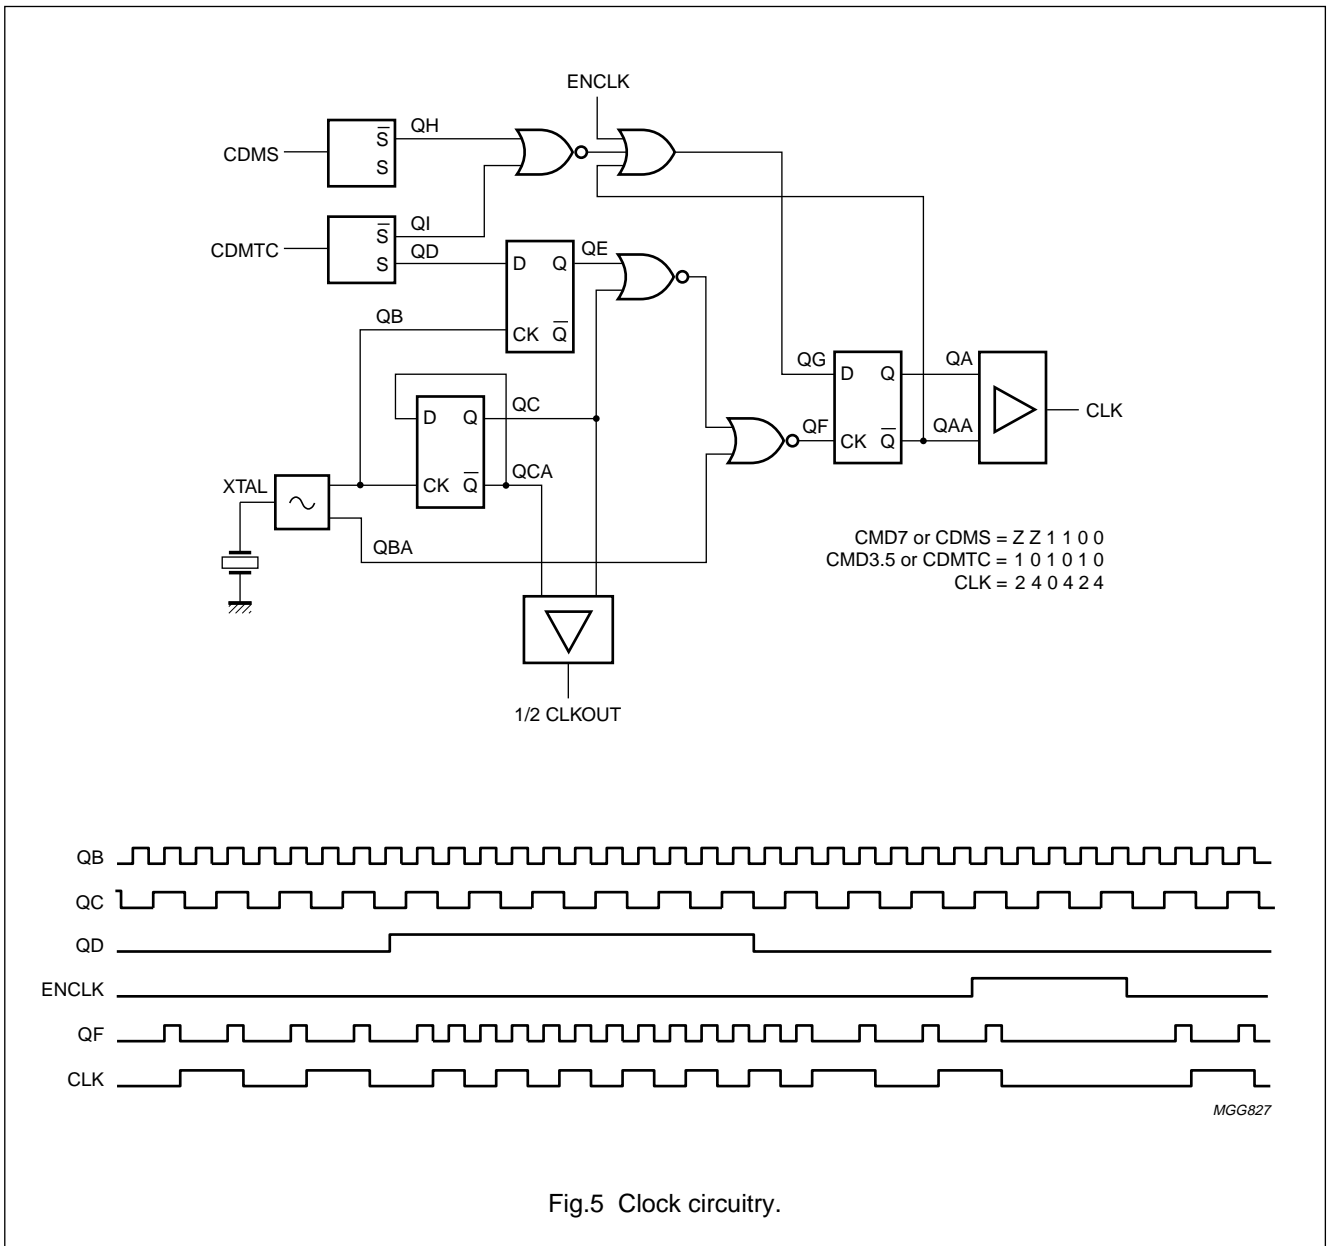 ENCLK
CDMS
S
S
QH
CDMTC
S
S
QI
QD
QB
D Q
CK Q
QE
D Q
CK Q
QC
QCA
XTAL
QBA
QG
QF
D Q
CK Q
QA
QAA
CLK
1/2 CLKOUT
CMD7 or CDMS = Z Z 1 1 0 0
CMD3.5 or CDMTC = 1 0 1 0 1 0
CLK = 2 4 0 4 2 4
QB
QC
QD
ENCLK
QF
CLK
MGG827
Fig.5 Clock circuitry.